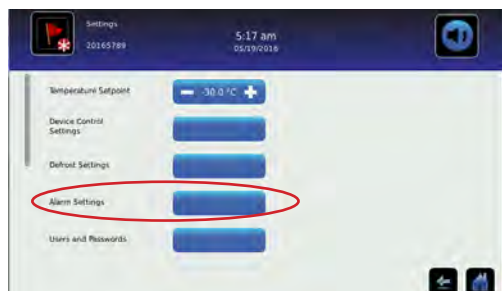 Settings
20165789
5:17 am
05/19/2016
Temperature Setpoint
-30.0 °C
Device Control
Settings
Defrost Settings
Alarm Settings
Users and Passwords